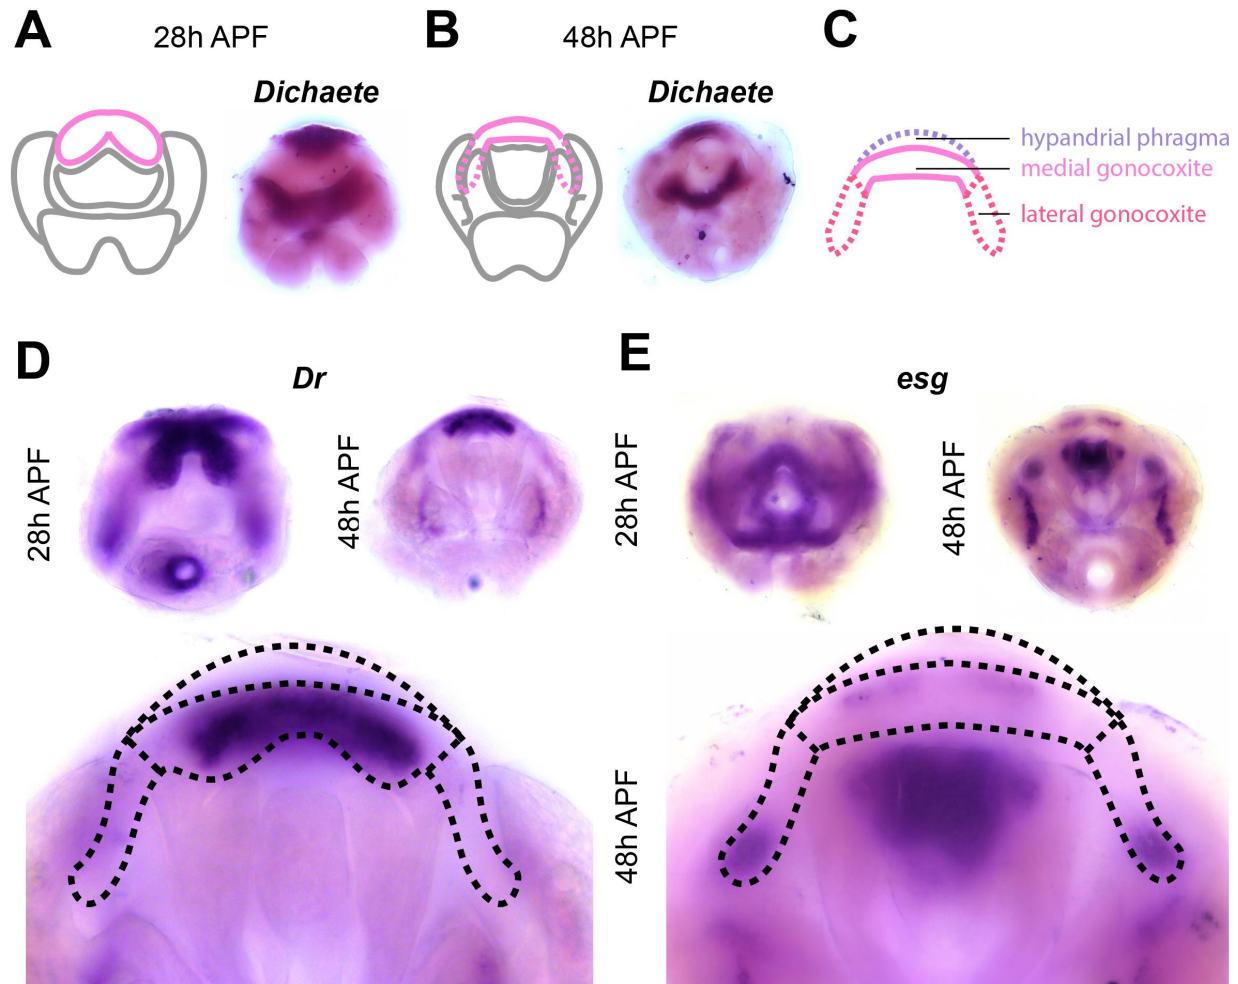 A
28h APF
Dichaete
B
48h APF
Dichaete
C
hypandrial phragma
medial gonocoxite
lateral gonocoxite
D
Dr
28h APF
48h APF
E
esg
28h APF
48h APF
48h APF